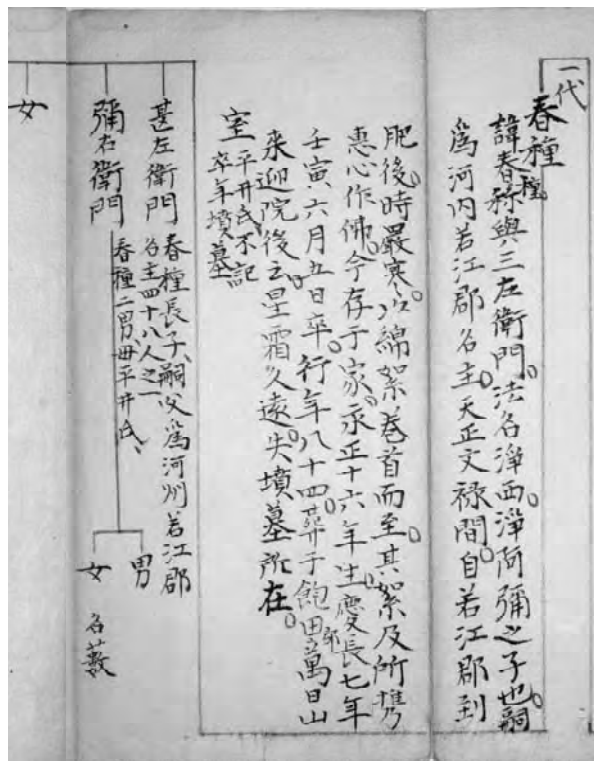 一代
春種
種
諱春種與三左衛門。法名淨西。淨阿彌之子也。嗣
爲河内若江郡名主。天正文祿間。自若江郡到
肥後。時嚴寒。以綿絮卷首而至。其絮及所携
惠心作佛。今存于家。永正十六年生。慶長七年
壬寅六月五日卒。行年八十四。葬于飽田郡萬日山
来迎院後之。星霜久遠。失墳墓所在。
室
平井氏、不記
卒年墳墓
甚左衛門
春種長子、嗣父爲河州若江郡
名主四十八人之一
彌右衛門
春種二男、毋平井氏、
男
女
名藪
女